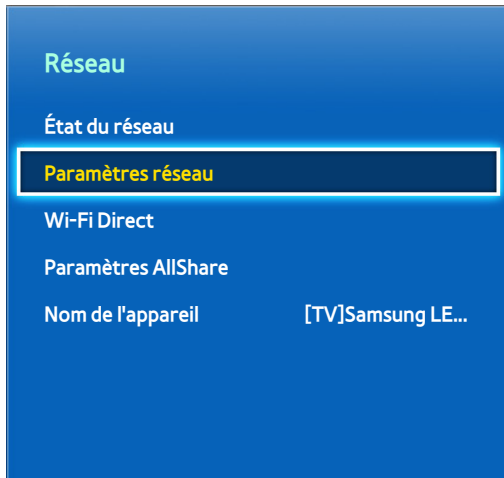 Réseau
État du réseau
Paramètres réseau
Wi-Fi Direct
Paramètres AllShare
Nom de l'appareil [TV]Samsung LE...